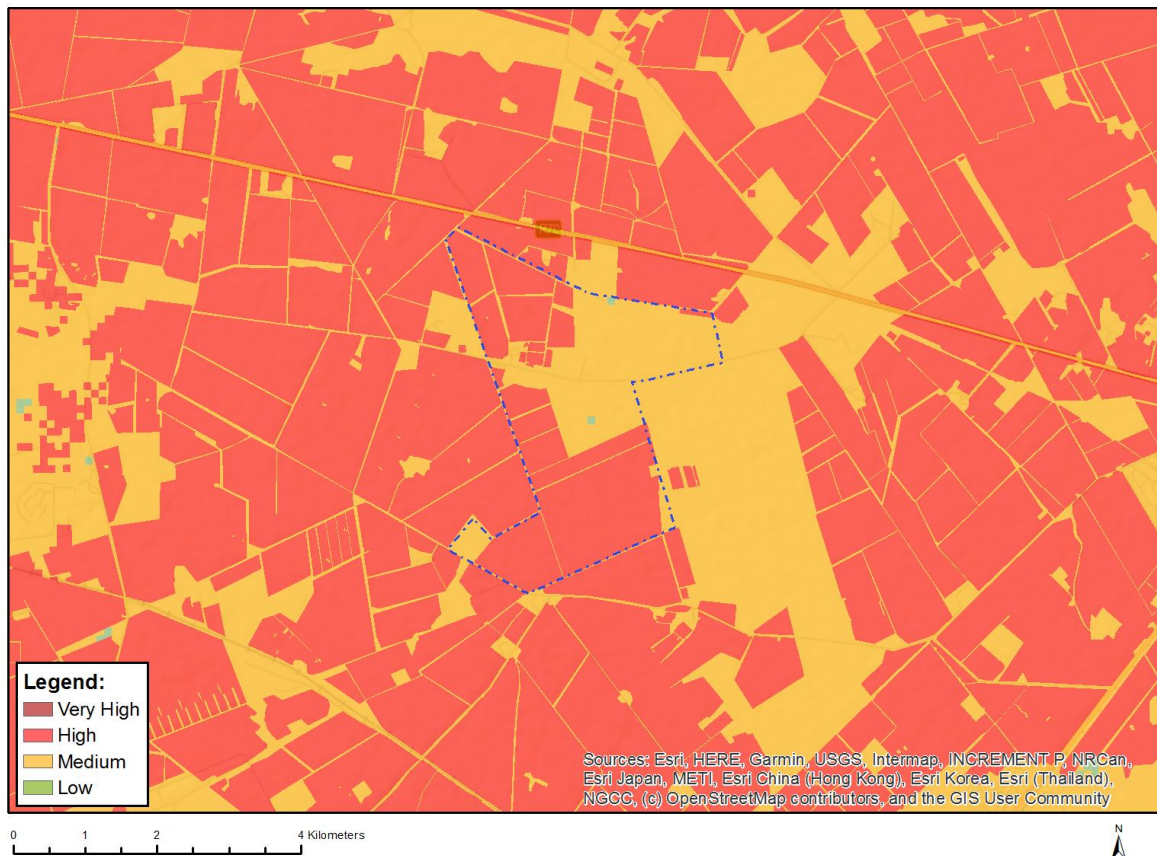 Legend:
Very High
High
Medium
Low
Sources: Esri, HERE, Garmin, USGS, Intermap, INCREMENT P, NRCan,
Esri Japan, METI, Esri China (Hong Kong), Esri Korea, Esri (Thailand),
NGCC, (c) OpenStreetMap contributors, and the GIS User Community
0 1 2 4 Kilometers
N